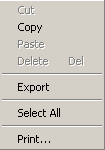 Cut
Copy
Paste
Delete Del
Export
Select All
Print...